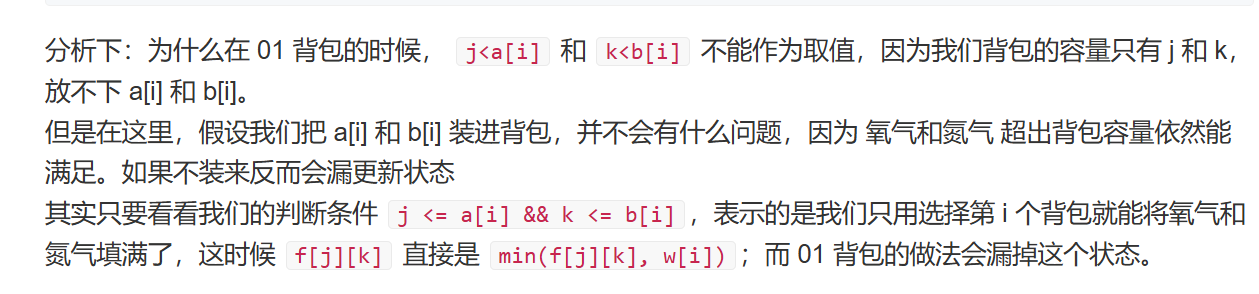 分析下：为什么在 01 背包的时候， j<a[i] 和 k<b[i] 不能作为取值，因为我们背包的容量只有 j 和 k，
放不下 a[i] 和 b[i]。
但是在这里，假设我们把 a[i] 和 b[i] 装进背包，并不会有什么问题，因为 氧气和氮气 超出背包容量依然能
满足。如果不装来反而会漏更新状态
其实只要看看我们的判断条件 j <= a[i] && k <= b[i]，表示的是我们只用选择第 i 个背包就能将氧气和
氮气填满了，这时候 f[j][k] 直接是 min(f[j][k], w[i])；而 01 背包的做法会漏掉这个状态。